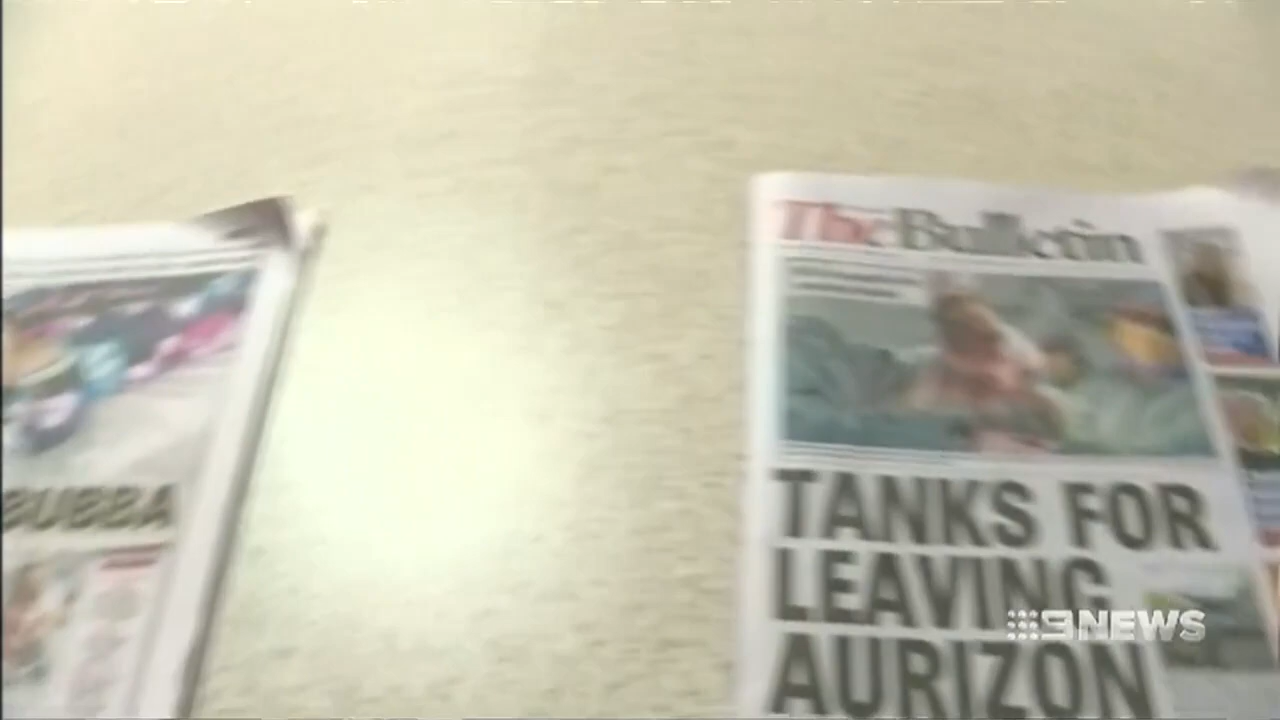 The Bulletin
BUBBA
TANKS FOR
LEAVING
AURIZON
9NEWS